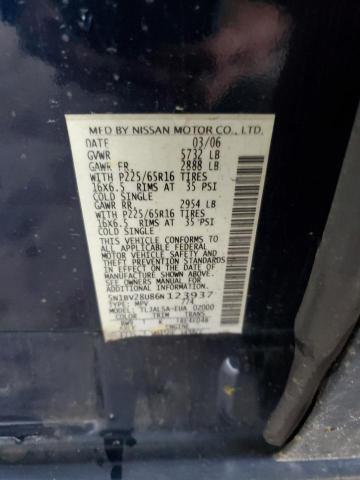 MFD BY NISSAN MOTOR CO., LTD.
DATE 03/06
GVWR 5732 LB
GAWR FR. 2888 LB
WITH P225/65R16 TIRES
16X6.5 RIMS AT 35 PSI
COLD SINGLE
GAWR RR. 2954 LB
WITH P225/65R16 TIRES
16X6.5 RIMS AT 35 PSI
COLD SINGLE
THIS VEHICLE CONFORMS TO
ALL APPLICABLE FEDERAL
MOTOR VEHICLE SAFETY AND
THEFT PREVENTION STANDARDS
IN EFFECT ON THE DATE OF
MANUFACTURE SHOWN ABOVE.
SEE OWNERS MANUAL
5N1BV28U86N123937
TYPE: MPV 774
MODEL: TLJALSA-EUA 02000
COLOR TRIM TRANS
K RE4F04B
ENGINE